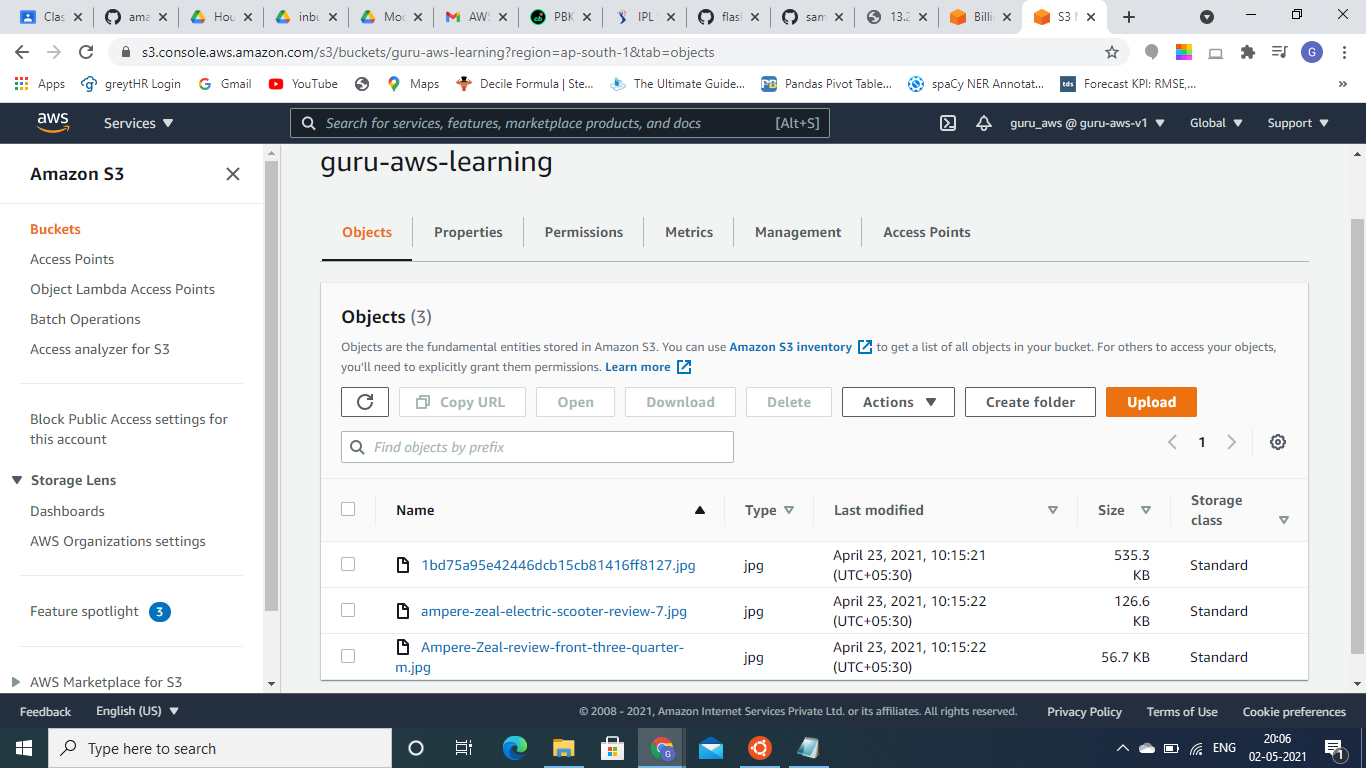 Clas
ama
Hou
inbu
Moc
AWS
PBK
IPL
flas
sam
13.2
Billi
S3 M
s3.console.aws.amazon.com/s3/buckets/guru-aws-learning?region=ap-south-1&tab=objects
G
Apps
greytHR Login
Gmail
YouTube
Maps
Decile Formula | Ste...
The Ultimate Guide...
Pandas Pivot Table...
spaCy NER Annotat...
tds
Forecast KPI: RMSE,...
»
aws
Services
Search for services, features, marketplace products, and docs
[Alt+S]
guru_aws @ guru-aws-v1
Global
Support
Amazon S3
Buckets
Access Points
Object Lambda Access Points
Batch Operations
Access analyzer for S3
Block Public Access settings for
this account
Storage Lens
Dashboards
AWS Organizations settings
Feature spotlight 3
AWS Marketplace for S3
guru-aws-learning
Objects
Properties
Permissions
Metrics
Management
Access Points
Objects (3)
Objects are the fundamental entities stored in Amazon S3. You can use Amazon S3 inventory to get a list of all objects in your bucket. For others to access your objects,
you'll need to explicitly grant them permissions. Learn more
Copy URL
Open
Download
Delete
Actions
Create folder
Upload
Find objects by prefix
1
Name
Type
Last modified
Size
Storage
class
1bd75a95e42446dcb15cb81416ff8127.jpg
jpg
April 23, 2021, 10:15:21
(UTC+05:30)
535.3
KB
Standard
ampere-zeal-electric-scooter-review-7.jpg
jpg
April 23, 2021, 10:15:22
(UTC+05:30)
126.6
KB
Standard
Ampere-Zeal-review-front-three-quarter-
m.jpg
jpg
April 23, 2021, 10:15:22
(UTC+05:30)
56.7 KB
Standard
Feedback
English (US)
© 2008 - 2021, Amazon Internet Services Private Ltd. or its affiliates. All rights reserved.
Privacy Policy
Terms of Use
Cookie preferences
Type here to search
ENG
20:06
02-05-2021
1